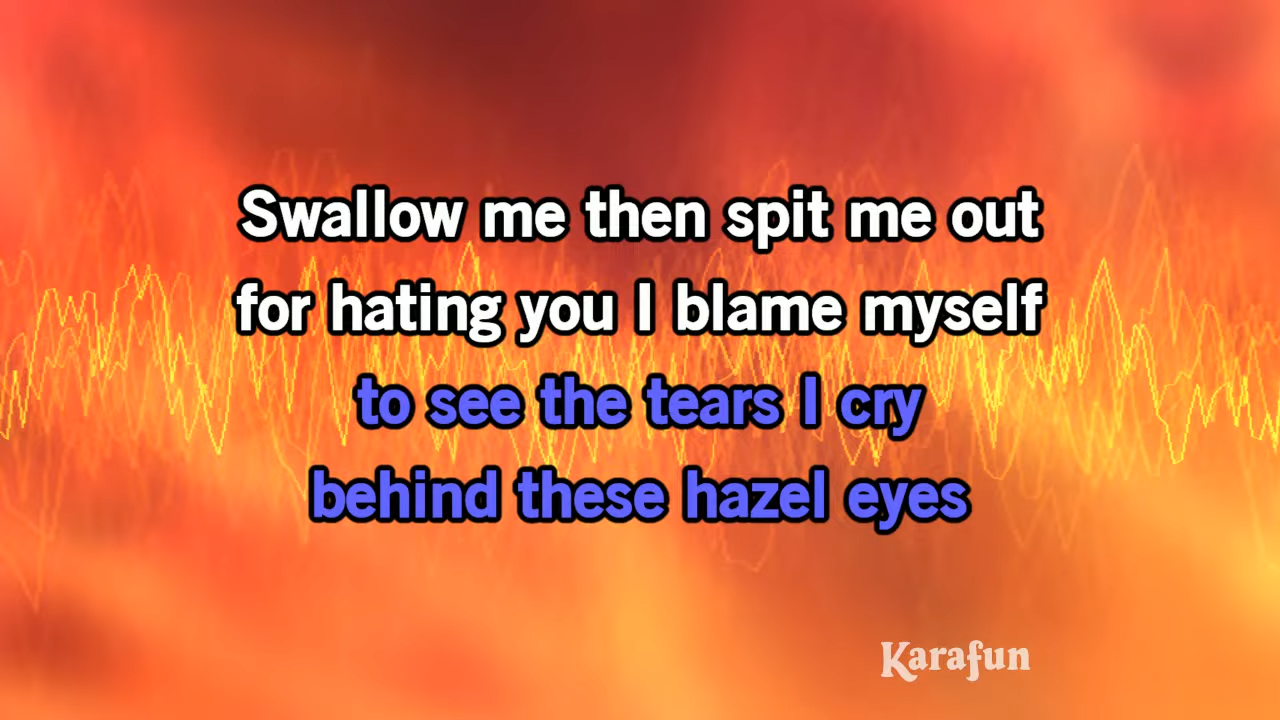 Swallow me then spit me out
for hating you I blame myself
to see the tears I cry
behind these hazel eyes
Karafun